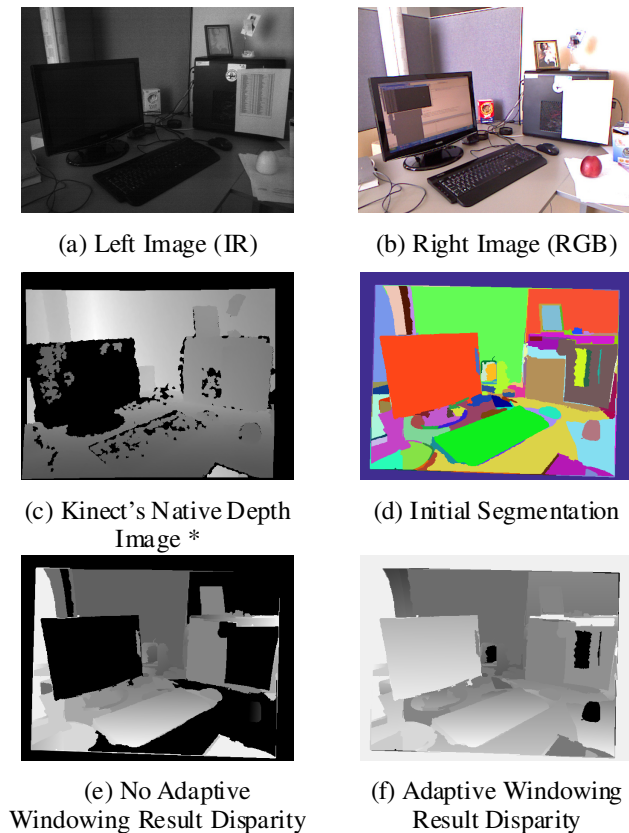 (a) Left Image (IR)
(b) Right Image (RGB)
(c) Kinect's Native Depth
Image *
(d) Initial Segmentation
(e) No Adaptive
Windowing Result Disparity
(f) Adaptive Windowing
Result Disparity